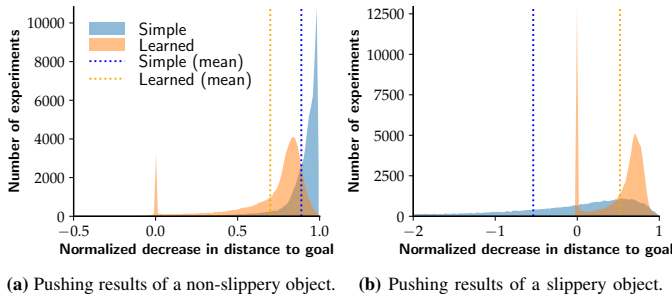 Number of experiments
10000
8000
6000
4000
2000
0
Simple
Learned
Simple (mean)
Learned (mean)
−0.5
0.0
0.5
1.0
Normalized decrease in distance to goal
(a) Pushing results of a non-slippery object.
Number of experiments
12500
10000
7500
5000
2500
0
−2
−1
0
1
Normalized decrease in distance to goal
(b) Pushing results of a slippery object.